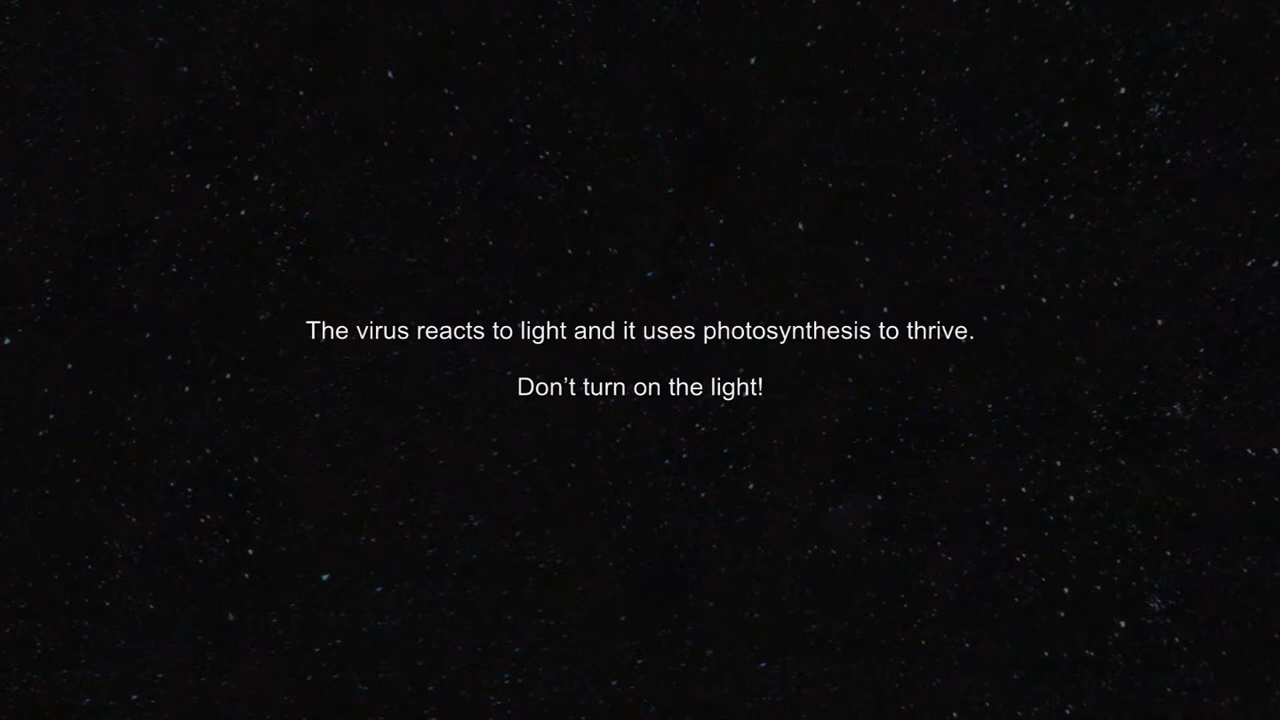 The virus reacts to light and it uses photosynthesis to thrive.
Don’t turn on the light!